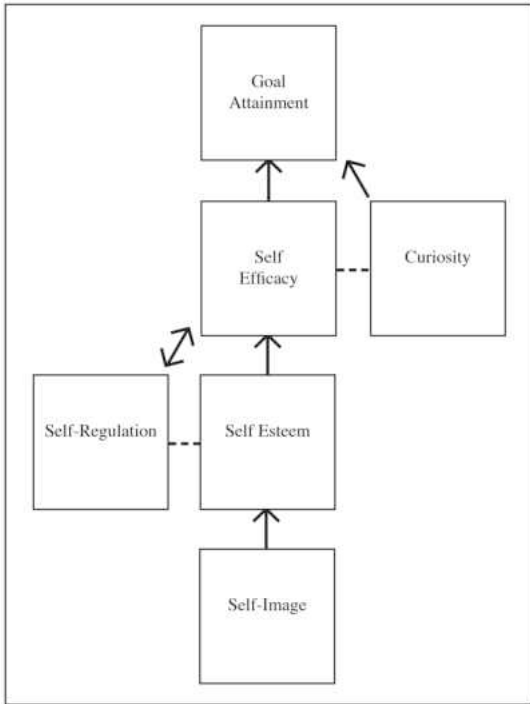 Goal
Attainment
Self
Efficacy
Curiosity
Self-Regulation
Self Esteem
Self-Image